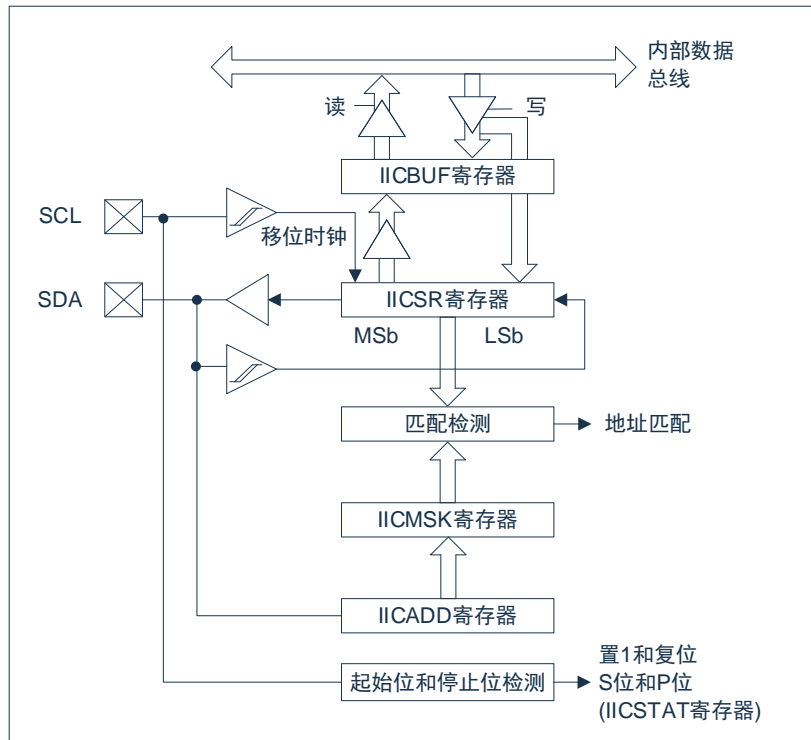 内部数据
总线
读
写
IICBUF寄存器
SCL
移位时钟
SDA
IICSR寄存器
MSb
LSb
匹配检测
地址匹配
IICMSK寄存器
IICADD寄存器
起始位和停止位检测
置1和复位
S位和P位
(IICSTAT寄存器)